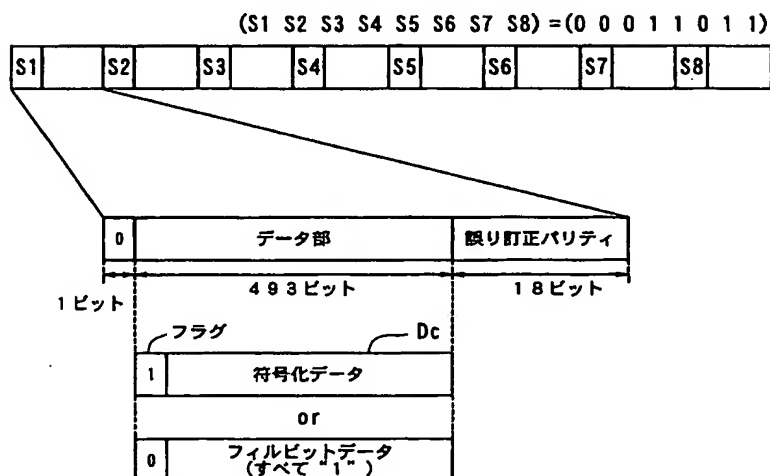 (S1 S2 S3 S4 S5 S6 S7 S8)=(0 0 0 1 1 0 1 1)
S1 S2 S3 S4 S5 S6 S7 S8
0 データ部 誤り訂正パリティ
1ビット 493ビット 18ビット
フラグ Dc
1 符号化データ
or
0 フィルビットデータ
(すべて"1")